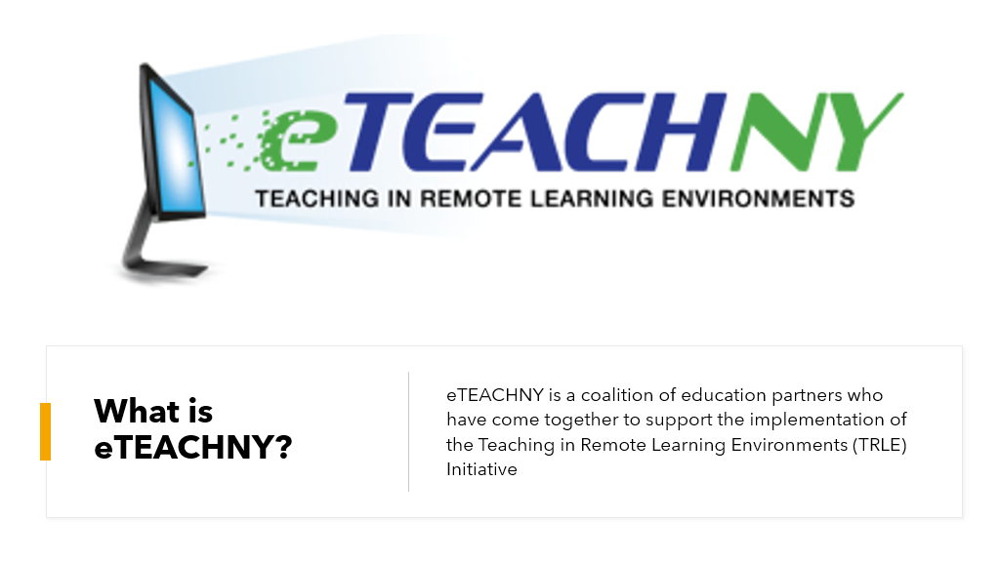 eTEACHNY
TEACHING IN REMOTE LEARNING ENVIRONMENTS
What is
eTEACHNY?
eTEACHNY is a coalition of education partners who
have come together to support the implementation of
the Teaching in Remote Learning Environments (TRLE)
Initiative